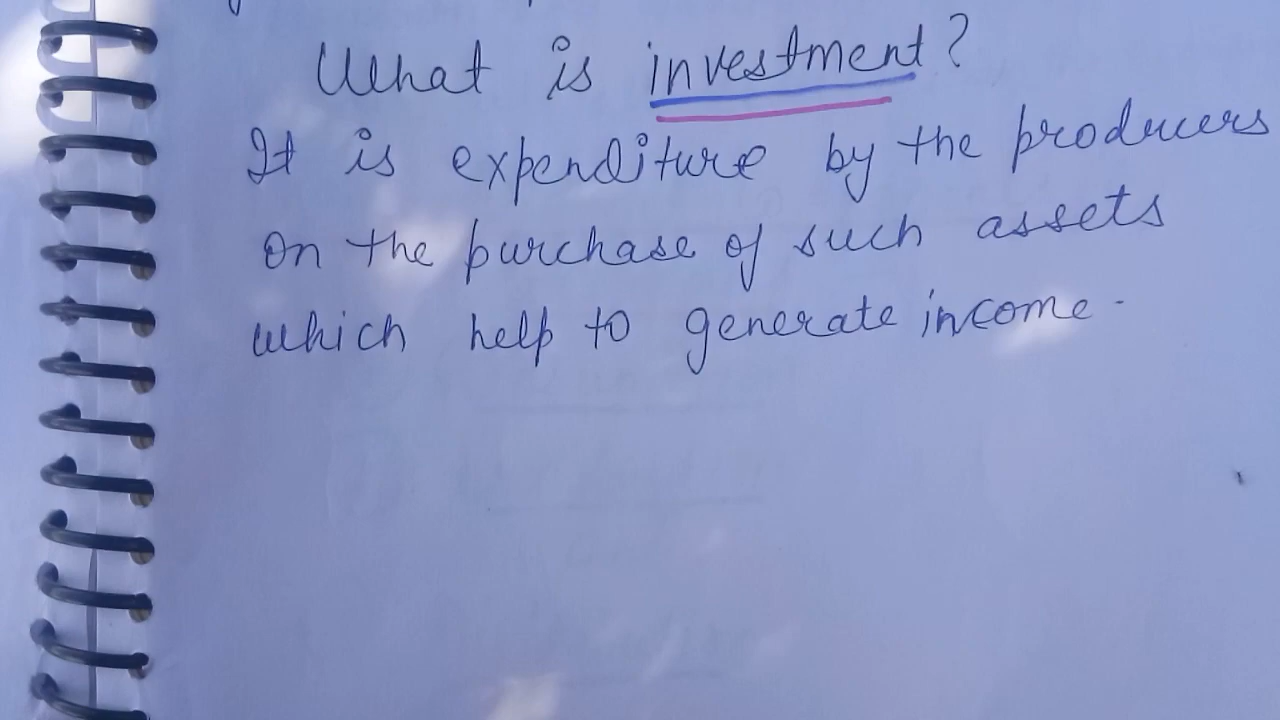 What is investment?
It is expenditure by the producers
on the purchase of such assets
which help to generate income.